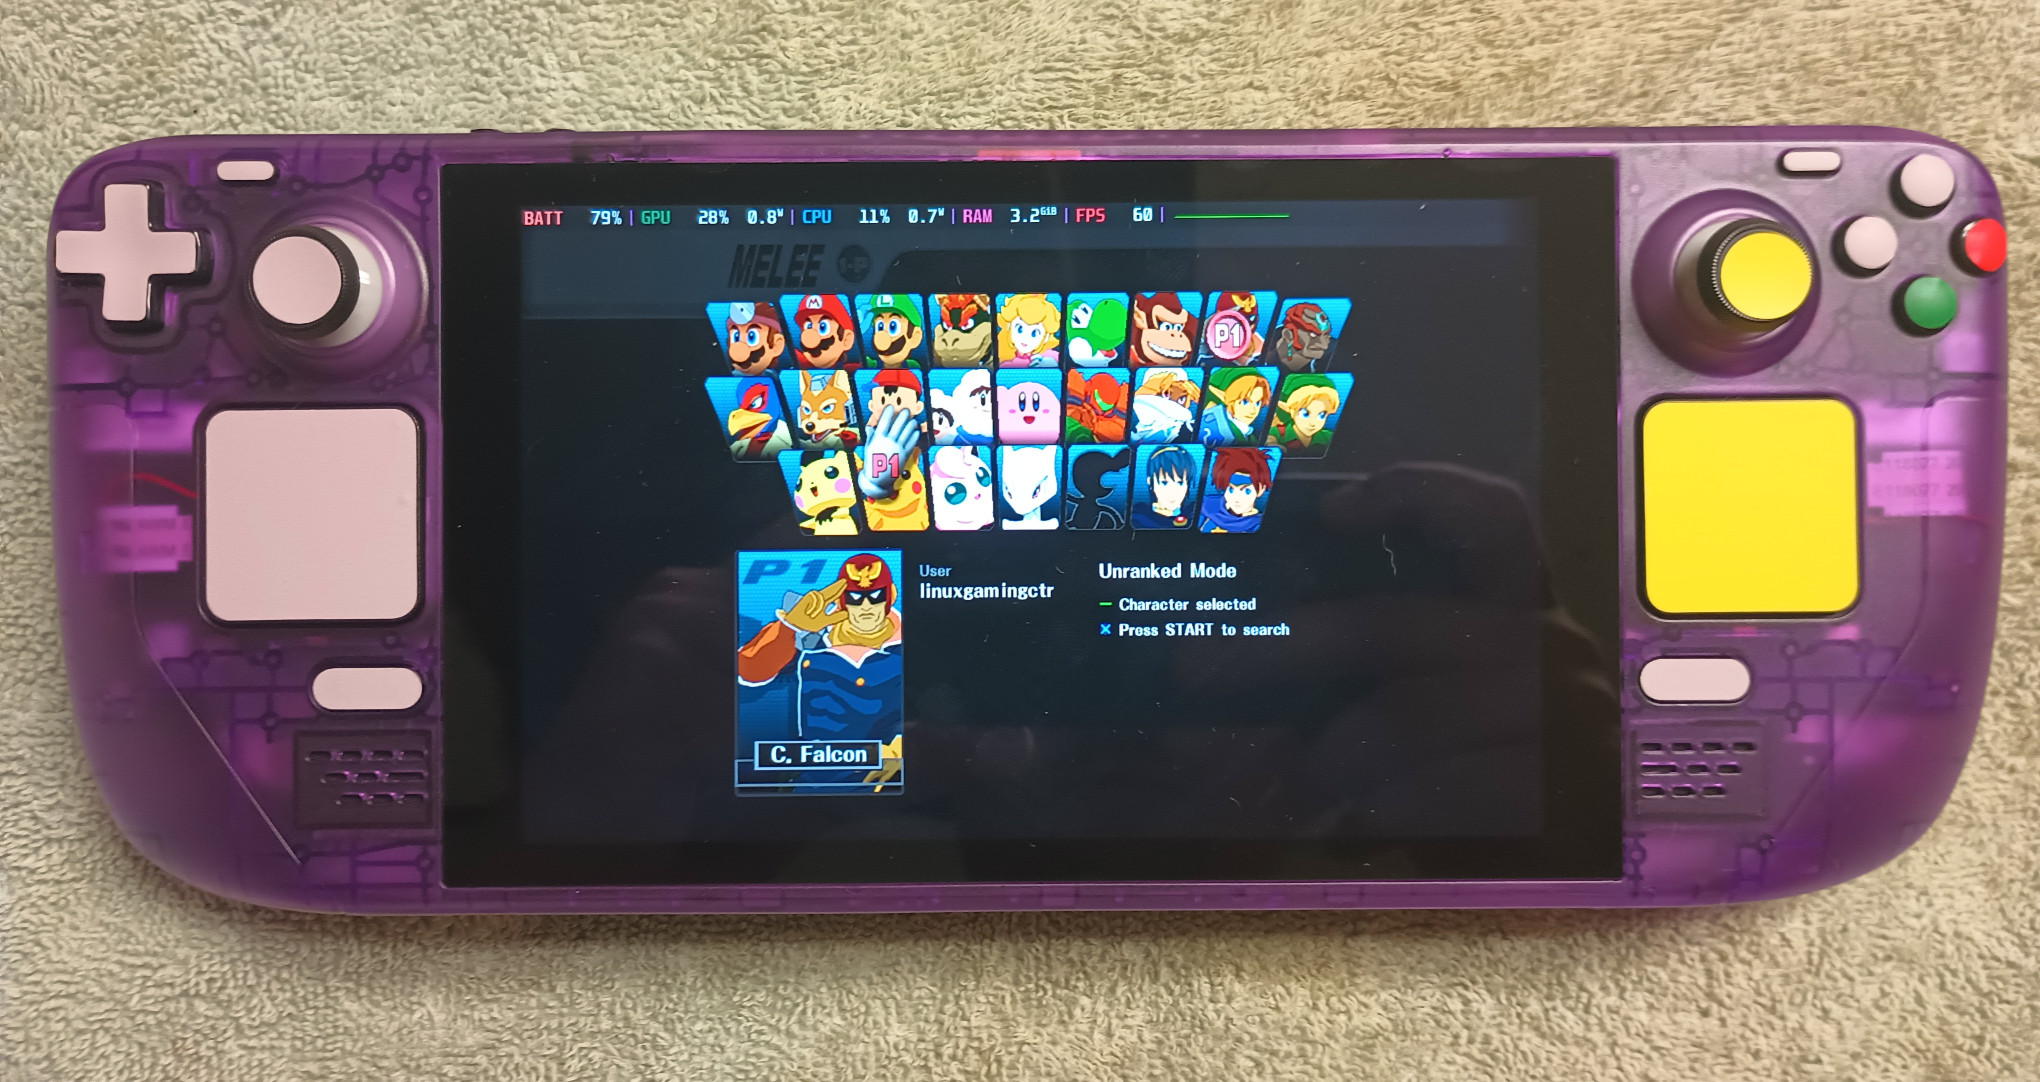 BATT 79% | GPU 28% 0.8W | CPU 11% 0.7W | RAM 3.2GiB | FPS 60 |
MELEE 1-P
M L
P1
P1
P1
User
linuxgamingctr
Unranked Mode
Character selected
Press START to search
C. Falcon